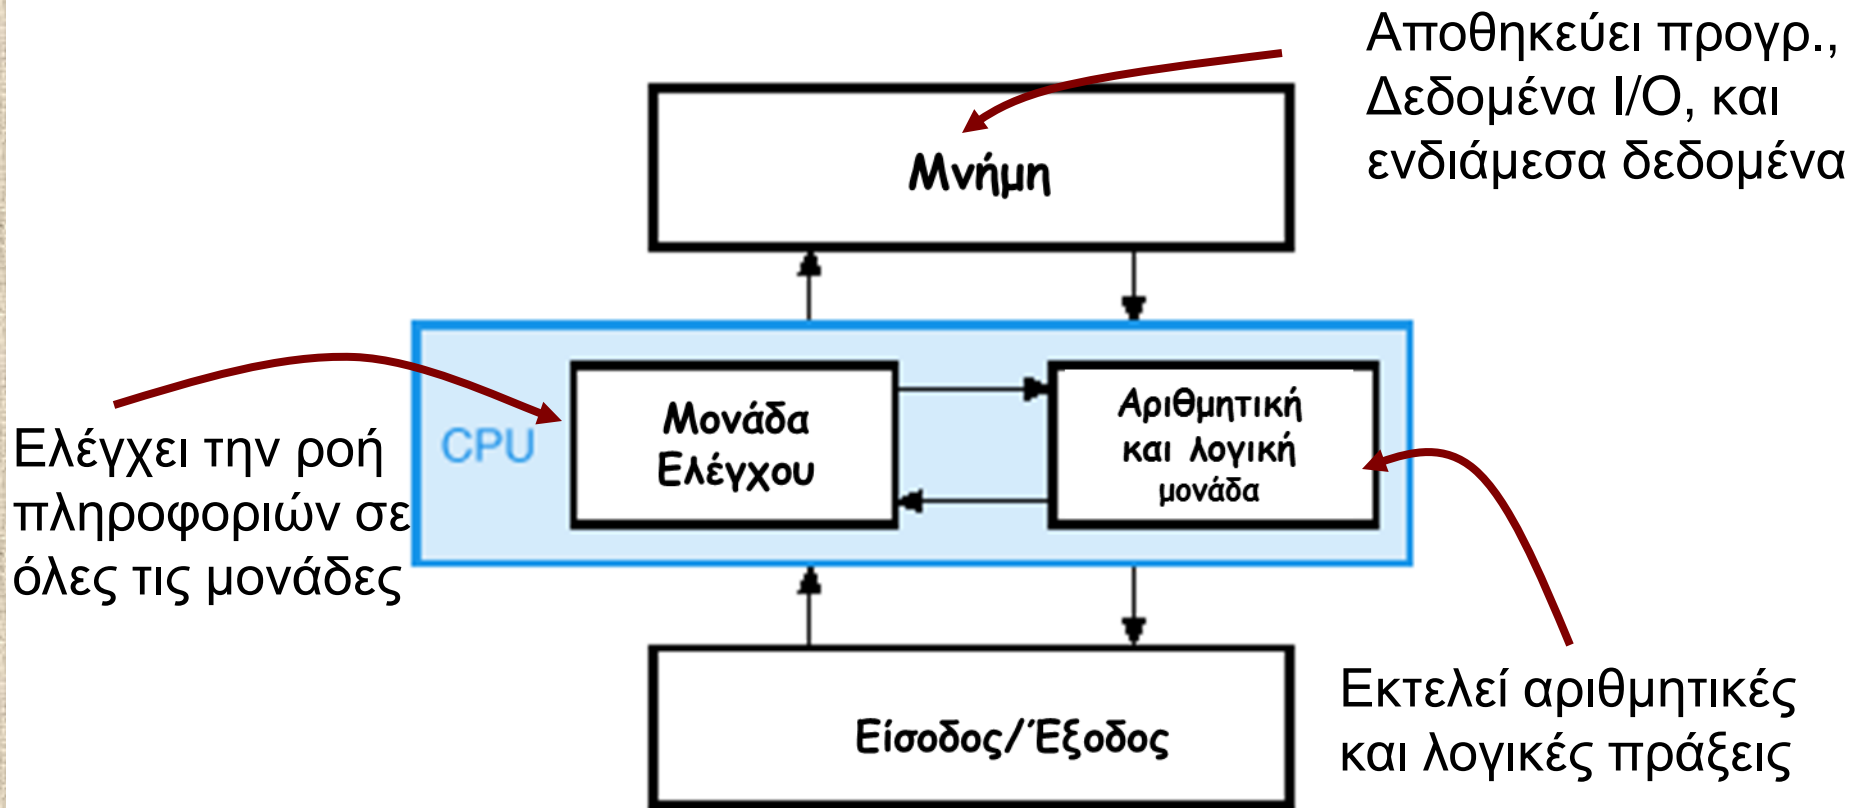 Αποθηκεύει προγρ.,
Δεδομένα I/O, και
ενδιάμεσα δεδομένα
Μνήμη
Ελέγχει την ροή
πληροφοριών σε
όλες τις μονάδες
CPU
Μονάδα
Ελέγχου
Αριθμητική
και λογική
μονάδα
Είσοδος/Έξοδος
Εκτελεί αριθμητικές
και λογικές πράξεις